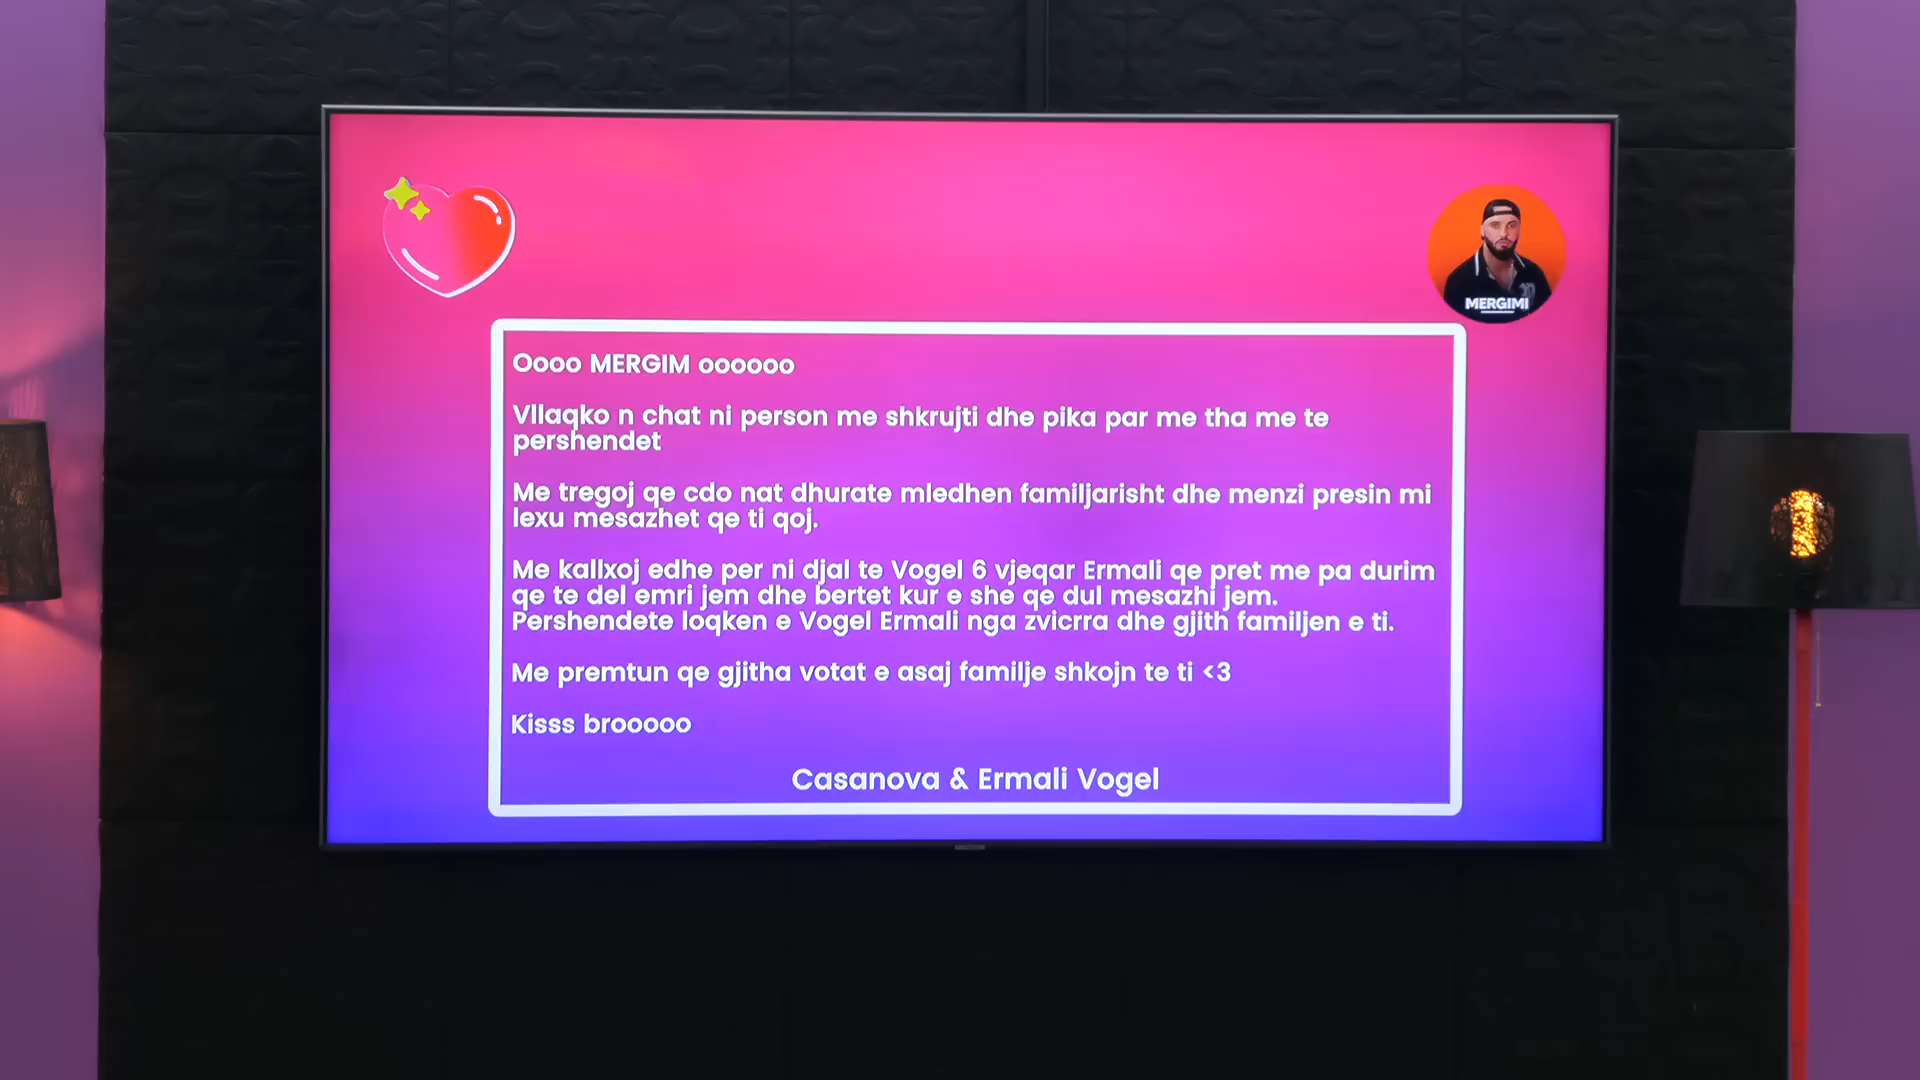 MERGIMI
Oooo MERGIM oooooo
Vllaqko n chat ni person me shkrujti dhe pika par me tha me te
pershendet
Me tregoj qe cdo nat dhurate mledhen familjarisht dhe menzi presin mi
lexu mesazhet qe ti qoj.
Me kallxoj edhe per ni djal te Vogel 6 vjeqar Ermali qe pret me pa durim
qe te del emri jem dhe bertet kur e she qe dul mesazhi jem.
Pershendete loqken e Vogel Ermali nga zvicrra dhe gjith familjen e ti.
Me premtun qe gjitha votat e asaj familje shkojn te ti <3
Kisss brooooo
Casanova & Ermali Vogel